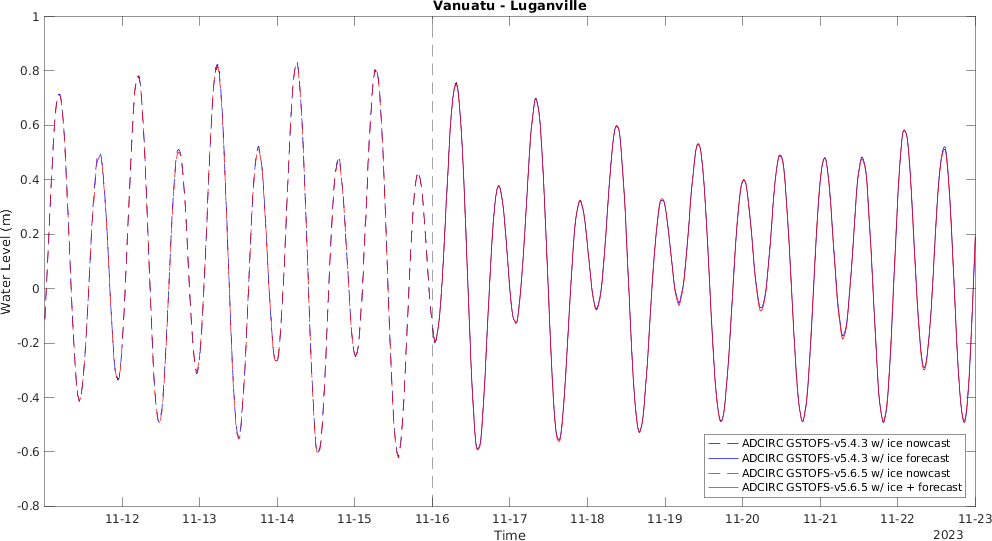 Vanuatu - Luganville
1
0.8
0.6
0.4
0.2
0
-0.2
-0.4
-0.6
-0.8
Water Level (m)
ADCIRC GSTOFS-v5.4.3 w/ ice nowcast
ADCIRC GSTOFS-v5.4.3 w/ ice forecast
ADCIRC GSTOFS-v5.6.5 w/ ice nowcast
ADCIRC GSTOFS-v5.6.5 w/ ice + forecast
11-12 11-13 11-14 11-15 11-16 11-17 11-18 11-19 11-20 11-21 11-22 11-23
Time
2023